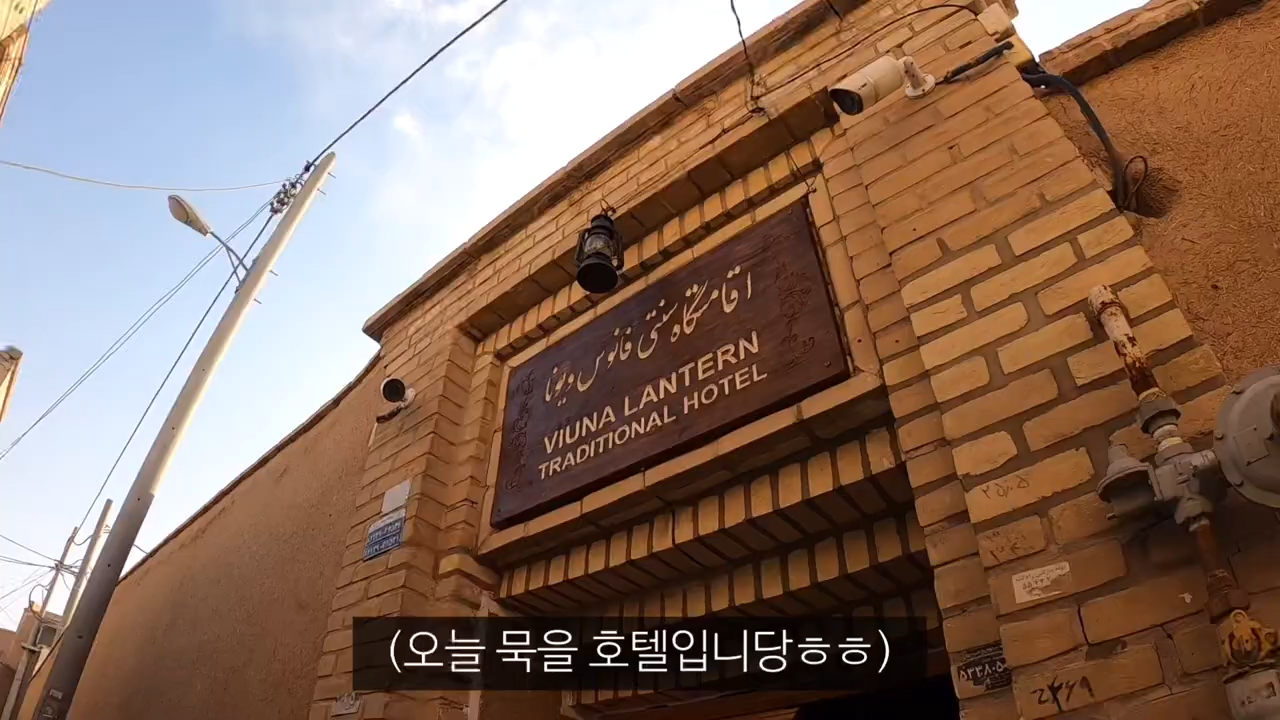 اقامتگاه سنتی فانوس ویونا
VIUNA LANTERN
TRADITIONAL HOTEL
(오늘 묵을 호텔입니당ㅎㅎ)